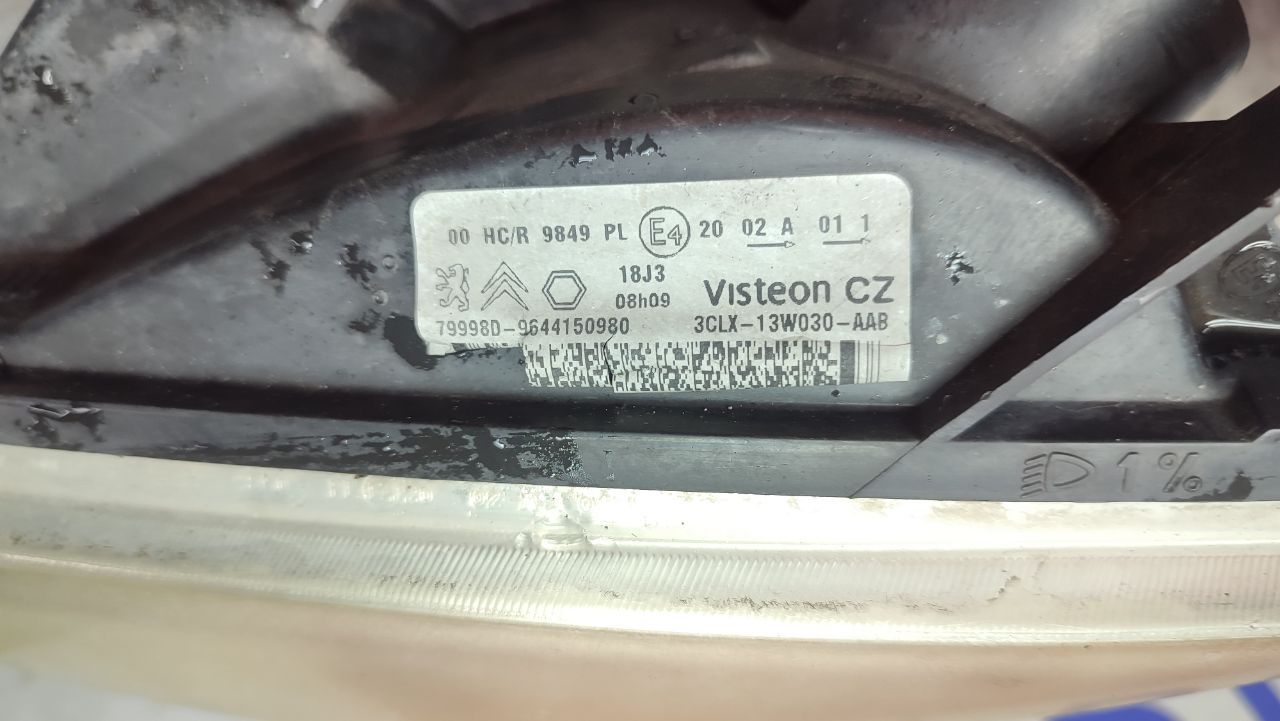 00 HC/R 9849 PL E4 20 02 A 01 1
18J3
08h09 Visteon CZ
79998D-9644150980 3CLX-13W030-AAB
1%